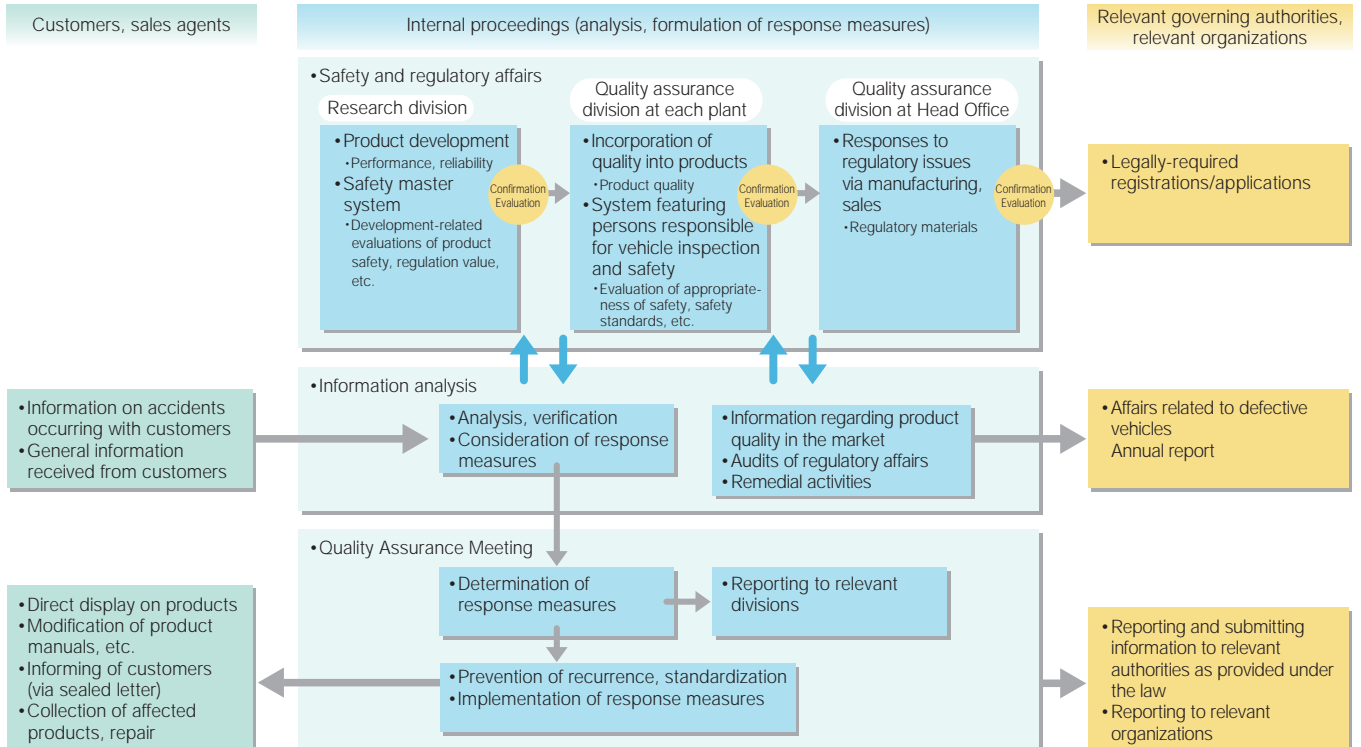 Customers, sales agents
Internal proceedings (analysis, formulation of response measures)
Relevant governing authorities,
relevant organizations
•Safety and regulatory affairs
Research division
•Product development
・Performance, reliability
•Safety master
system
・Development-related
evaluations of product
safety, regulation value,
etc.
Confirmation
Evaluation
Quality assurance
division at each plant
•Incorporation of
quality into products
・Product quality
•System featuring
persons responsible
for vehicle inspection
and safety
・Evaluation of appropriate-
ness of safety, safety
standards, etc.
Confirmation
Evaluation
Quality assurance
division at Head Office
•Responses to
regulatory issues
via manufacturing,
sales
・Regulatory materials
Confirmation
Evaluation
•Legally-required
registrations/applications
•Information on accidents
occurring with customers
•General information
received from customers
•Information analysis
•Analysis, verification
•Consideration of response
measures
•Information regarding product
quality in the market
•Audits of regulatory affairs
•Remedial activities
•Affairs related to defective
vehicles
Annual report
•Quality Assurance Meeting
•Determination of
response measures
•Reporting to relevant
divisions
•Prevention of recurrence, standardization
•Implementation of response measures
•Direct display on products
•Modification of product
manuals, etc.
•Informing of customers
(via sealed letter)
•Collection of affected
products, repair
•Reporting and submitting
information to relevant
authorities as provided under
the law
•Reporting to relevant
organizations